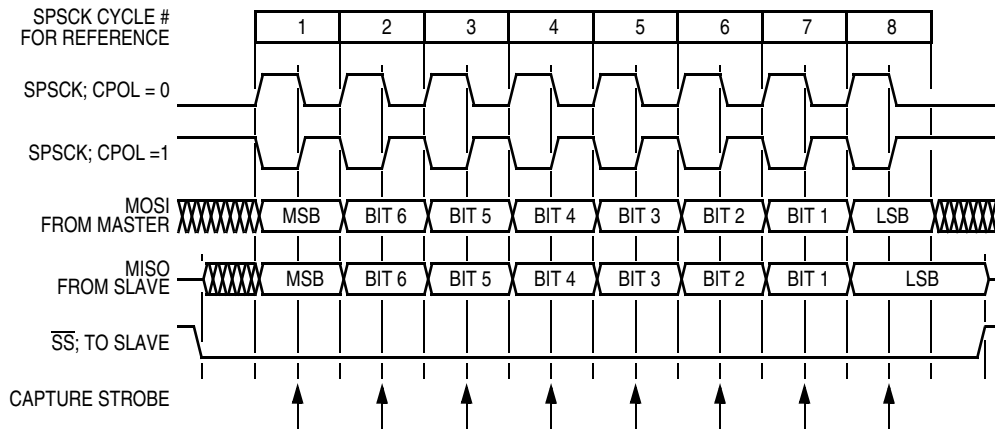 SPSCK CYCLE #
FOR REFERENCE
1 2 3 4 5 6 7 8
SPSCK; CPOL = 0
SPSCK; CPOL =1
MOSI
FROM MASTER
MSB BIT 6 BIT 5 BIT 4 BIT 3 BIT 2 BIT 1 LSB
MISO
FROM SLAVE
MSB BIT 6 BIT 5 BIT 4 BIT 3 BIT 2 BIT 1 LSB
SS; TO SLAVE
CAPTURE STROBE